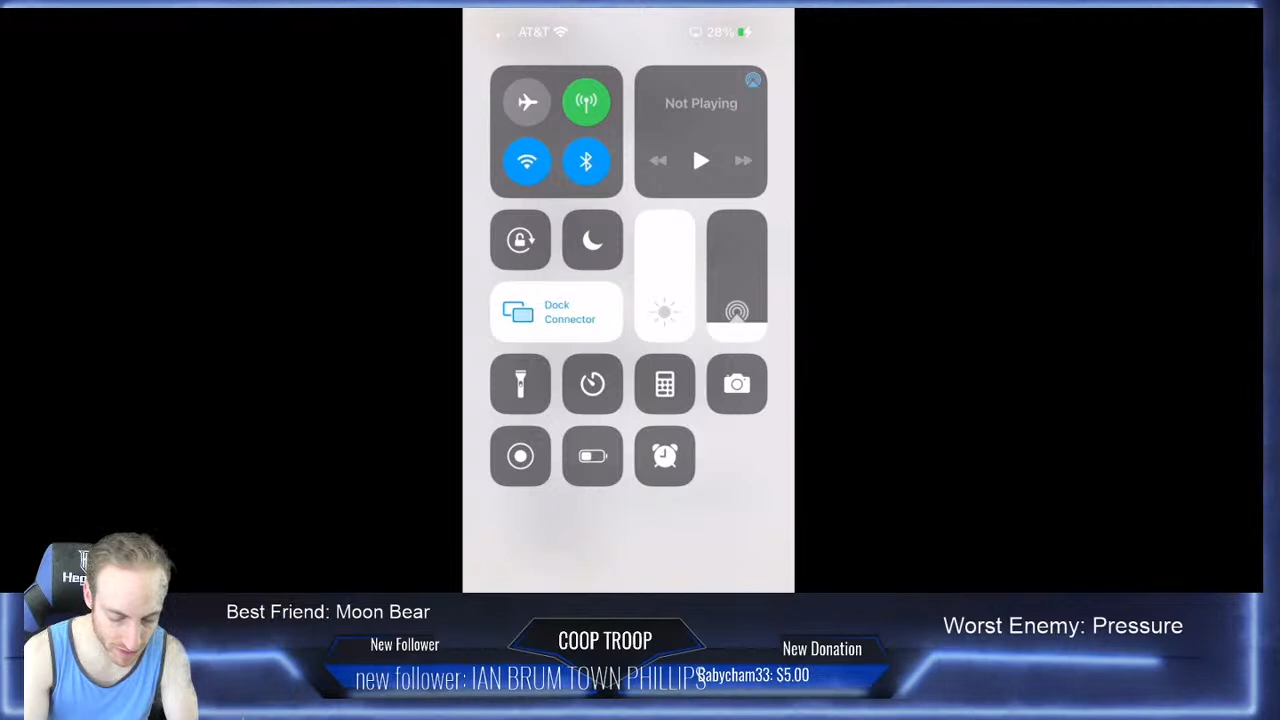 AT&T
28%
Not Playing
Dock
Connector
Best Friend: Moon Bear
Worst Enemy: Pressure
New Follower
COOP TROOP
New Donation
new follower: IAN BRUM TOWN PHILLIPS
Babycham33: $5.00